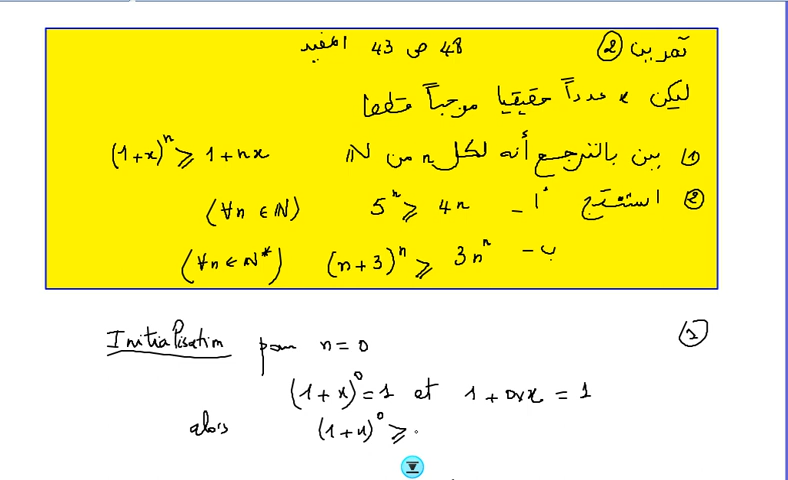 تمرين ② 48 ص 43 المفيد
ليكن x عدداً حقيقيا موجباً قطعا
(1 بين بالترجع أنه لكل n من ℕ (1+x)ⁿ ⩾ 1+nx
② استنتج أ - 5ⁿ ⩾ 4n (∀n ∈ ℕ)
ب - (n+3)ⁿ ⩾ 3nⁿ (∀n ∈ ℕ*)
①
Initialisation pour n = 0
(1+x)⁰ = 1 et 1 + 0×x = 1
alors (1+x)⁰ ⩾